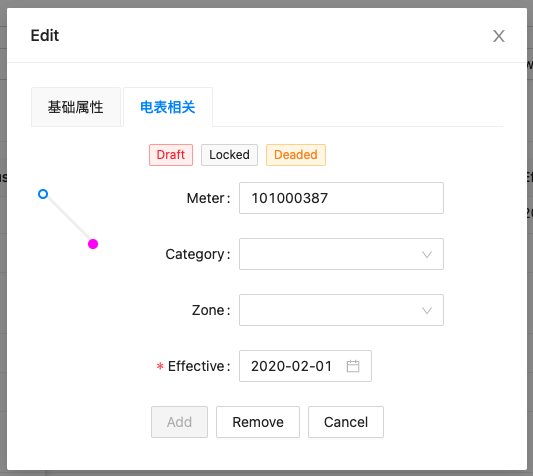 Edit
基础属性 电表相关
Draft Locked Deaded
Meter: 101000387
Category:
Zone:
* Effective: 2020-02-01
Add Remove Cancel